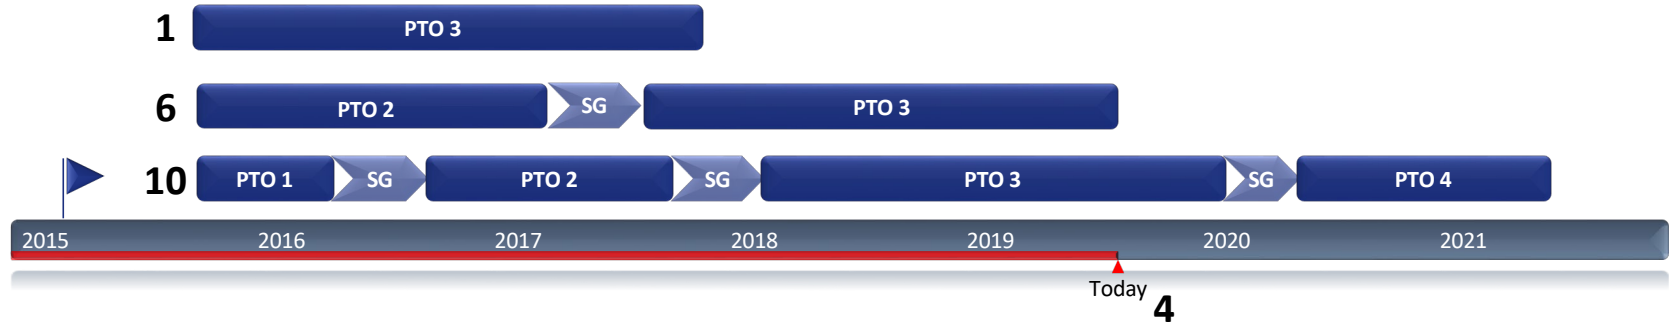 1 PTO 3
6 PTO 2 SG PTO 3
10 PTO 1 SG PTO 2 SG PTO 3 SG PTO 4
2015 2016 2017 2018 2019 2020 2021
Today 4